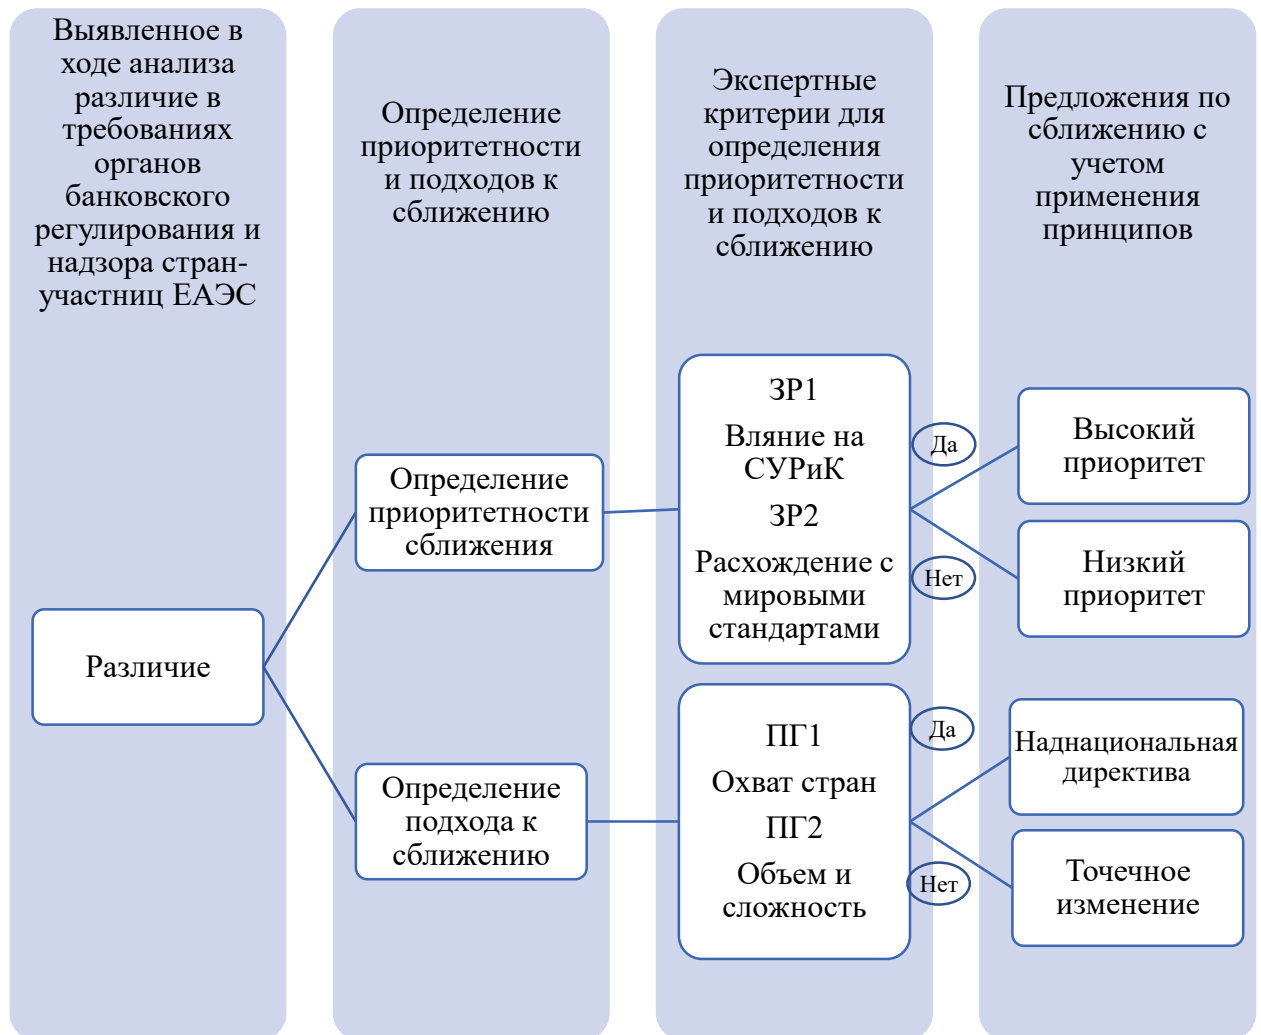 Выявленное в
ходе анализа
различие в
требованиях
органов
банковского
регулирования и
надзора стран-
участниц ЕАЭС
Определение
приоритетности
и подходов к
сближению
Экспертные
критерии для
определения
приоритетности
и подходов к
сближению
Предложения по
сближению с
учетом
применения
принципов
Различие
Определение
приоритетности
сближения
Определение
подхода к
сближению
ЗР1
Вляние на
СУРиК
ЗР2
Расхождение с
мировыми
стандартами
Да
Нет
Высокий
приоритет
Низкий
приоритет
ПГ1
Охват стран
ПГ2
Объем и
сложность
Да
Нет
Наднациональная
директива
Точечное
изменение